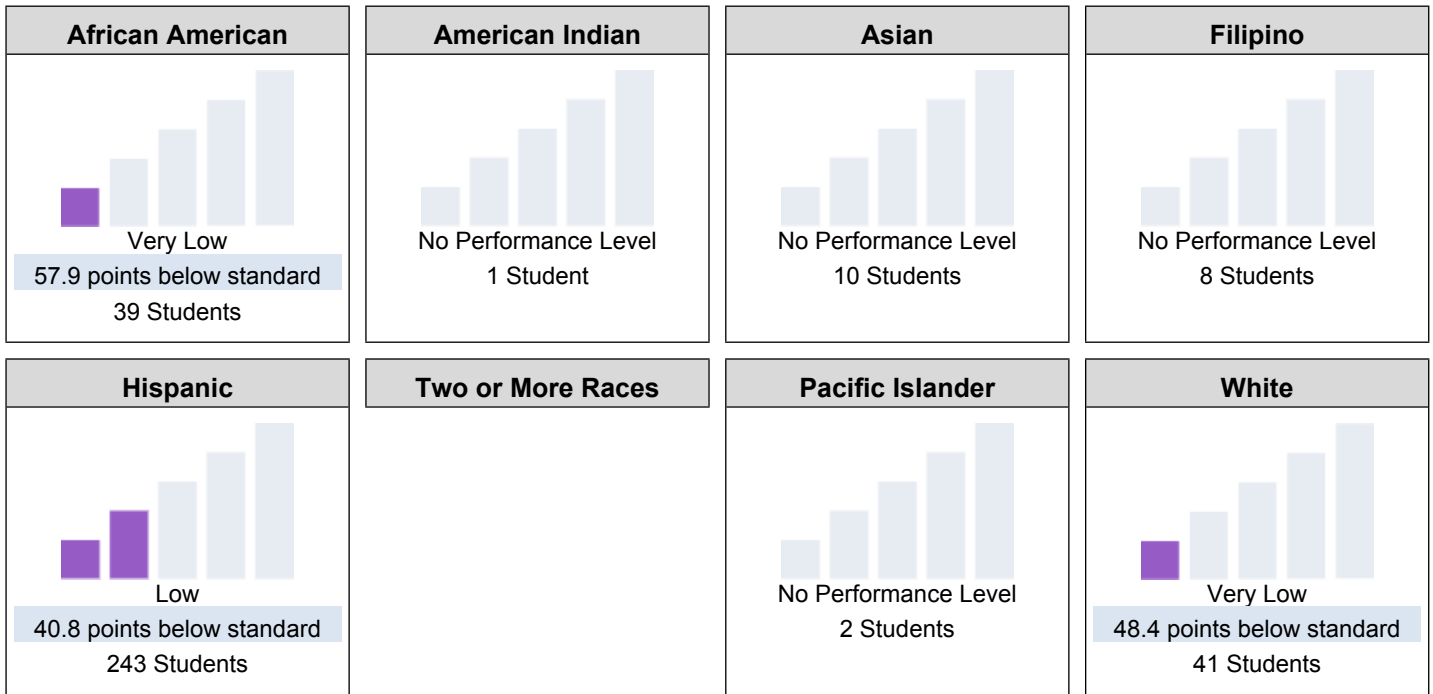 African American
Very Low
57.9 points below standard
39 Students
American Indian
No Performance Level
1 Student
Asian
No Performance Level
10 Students
Filipino
No Performance Level
8 Students
Hispanic
Low
40.8 points below standard
243 Students
Two or More Races
Pacific Islander
No Performance Level
2 Students
White
Very Low
48.4 points below standard
41 Students